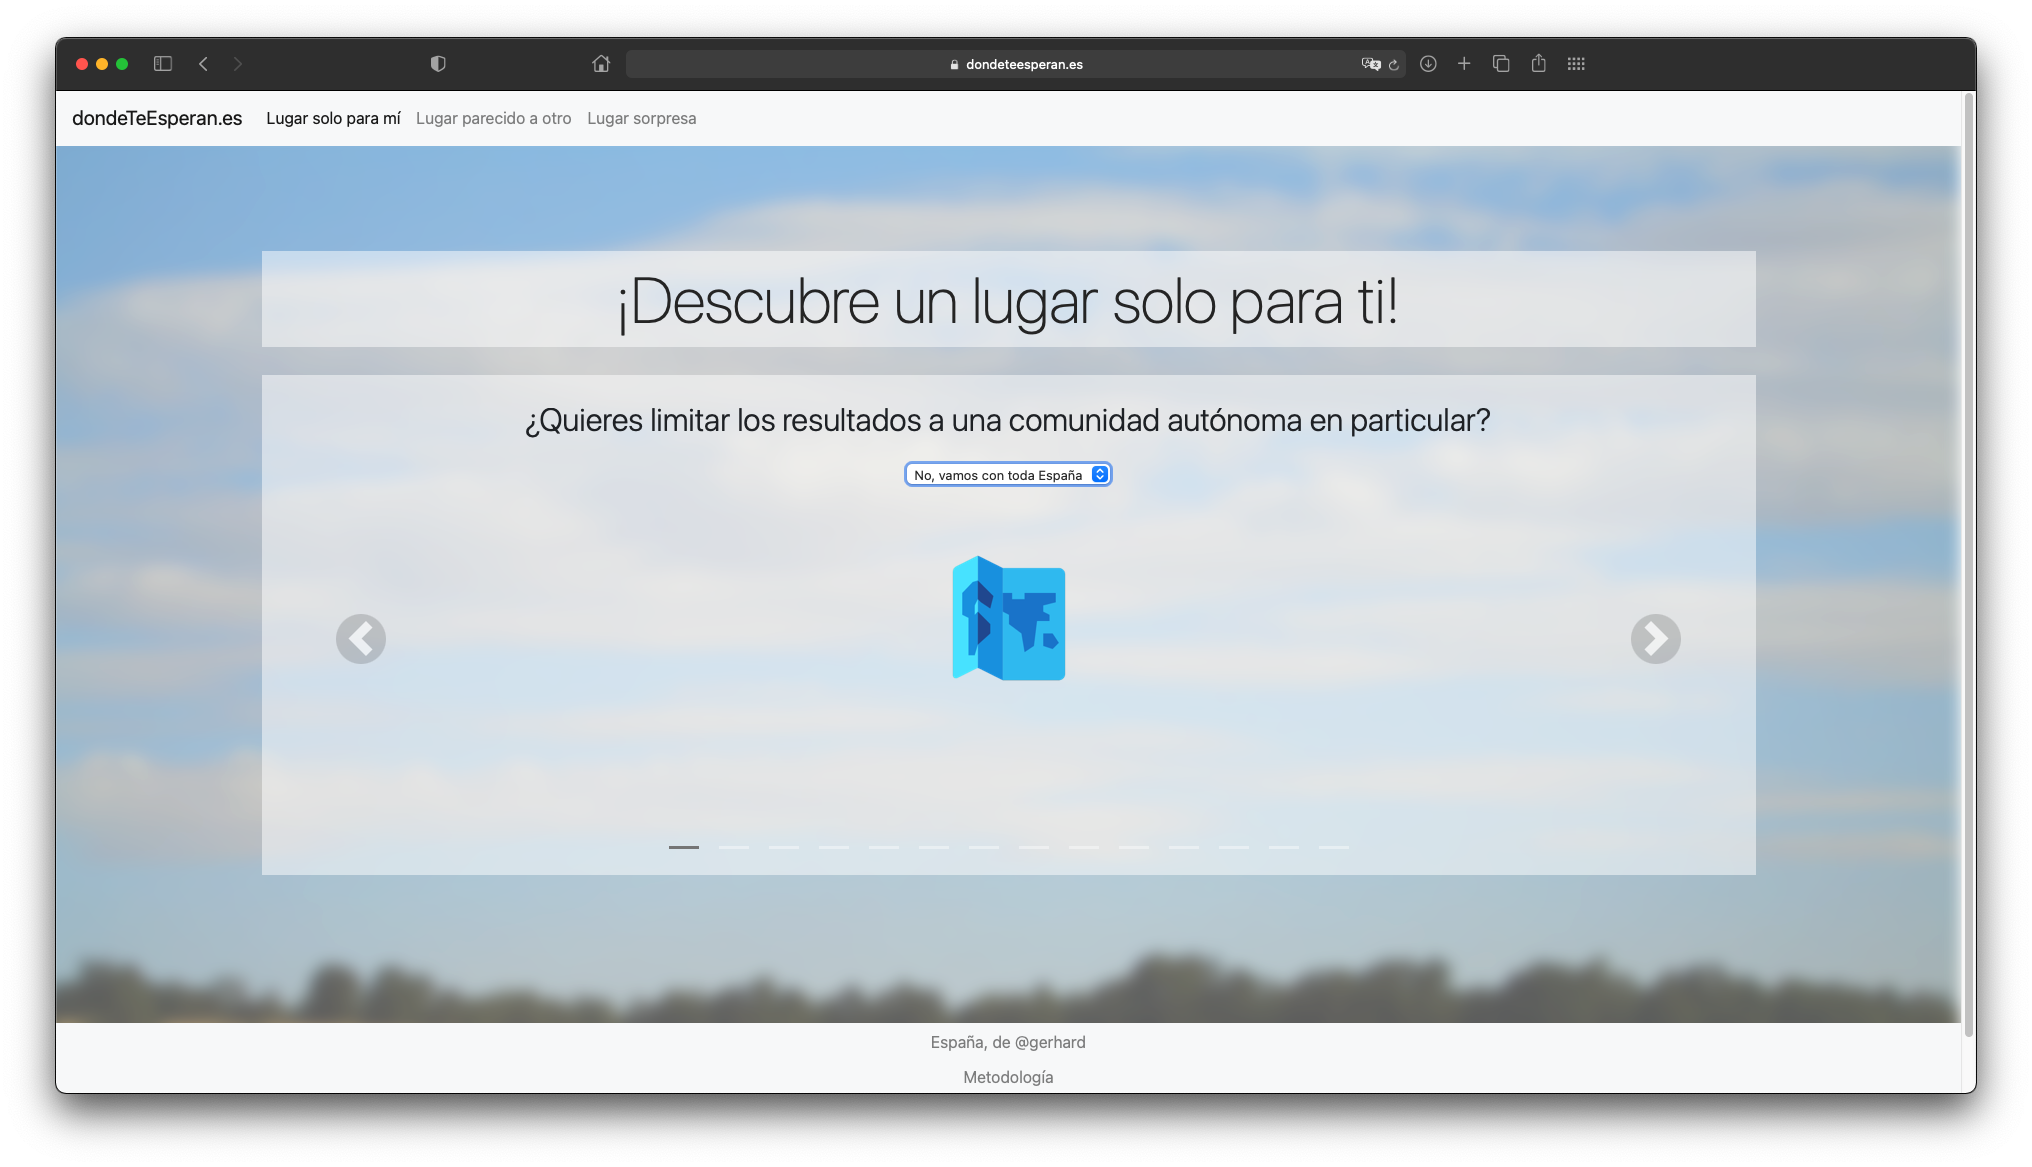 dondeteesperan.es
dondeTeEsperan.es Lugar solo para mí Lugar parecido a otro Lugar sorpresa
¡Descubre un lugar solo para ti!
¿Quieres limitar los resultados a una comunidad autónoma en particular?
No, vamos con toda España
España, de @gerhard
Metodología